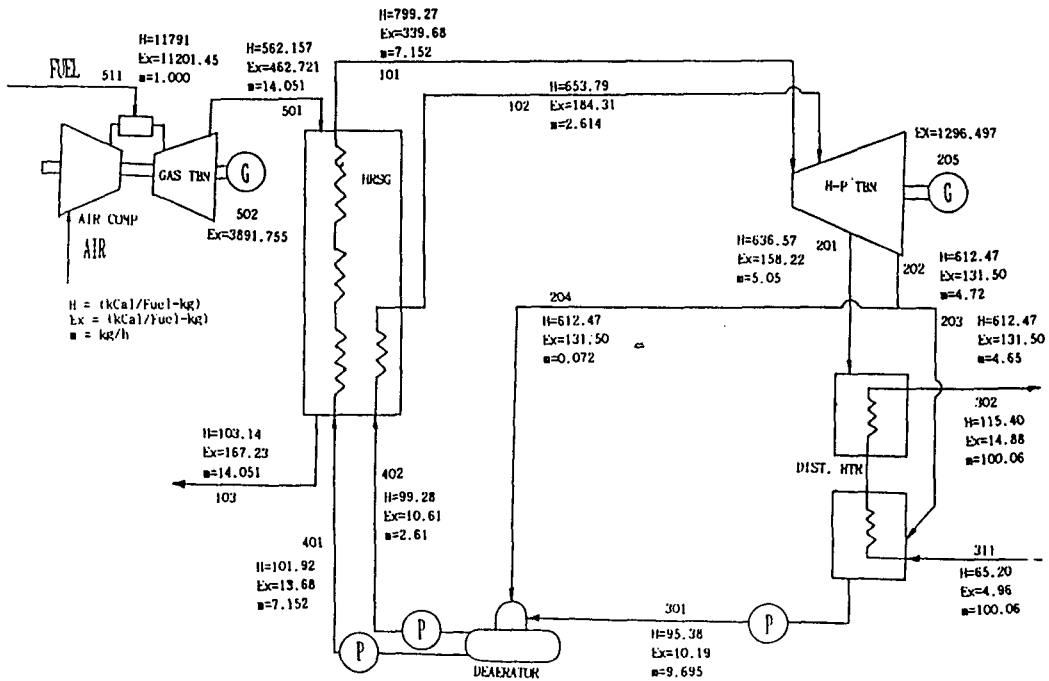 H=11791
Ex=11201.45
m=1.000
FUEL
511
H=562.157
Ex=462.721
m=14.051
501
H=799.27
Ex=339.68
m=7.152
101
H=653.79
Ex=184.31
m=2.614
102
EX=1296.497
205
G
H-P TBN
HRSG
GAS TBN
G
AIR COMP
502
Ex=3891.755
AIR
H = (kCal/Fuel-kg)
Ex = (kCal/Fuel-kg)
m = kg/h
201
H=636.57
Ex=158.22
m=5.05
202
H=612.47
Ex=131.50
m=4.72
204
H=612.47
Ex=131.50
m=0.072
203
H=612.47
Ex=131.50
m=4.65
302
H=115.40
Ex=14.88
m=100.06
DIST. HTR
H=103.14
Ex=167.23
m=14.051
103
402
H=99.28
Ex=10.61
m=2.61
401
H=101.92
Ex=13.68
m=7.152
311
H=65.20
Ex=4.96
m=100.06
301
H=95.38
Ex=10.19
m=9.695
P
P
P
DEAERATOR